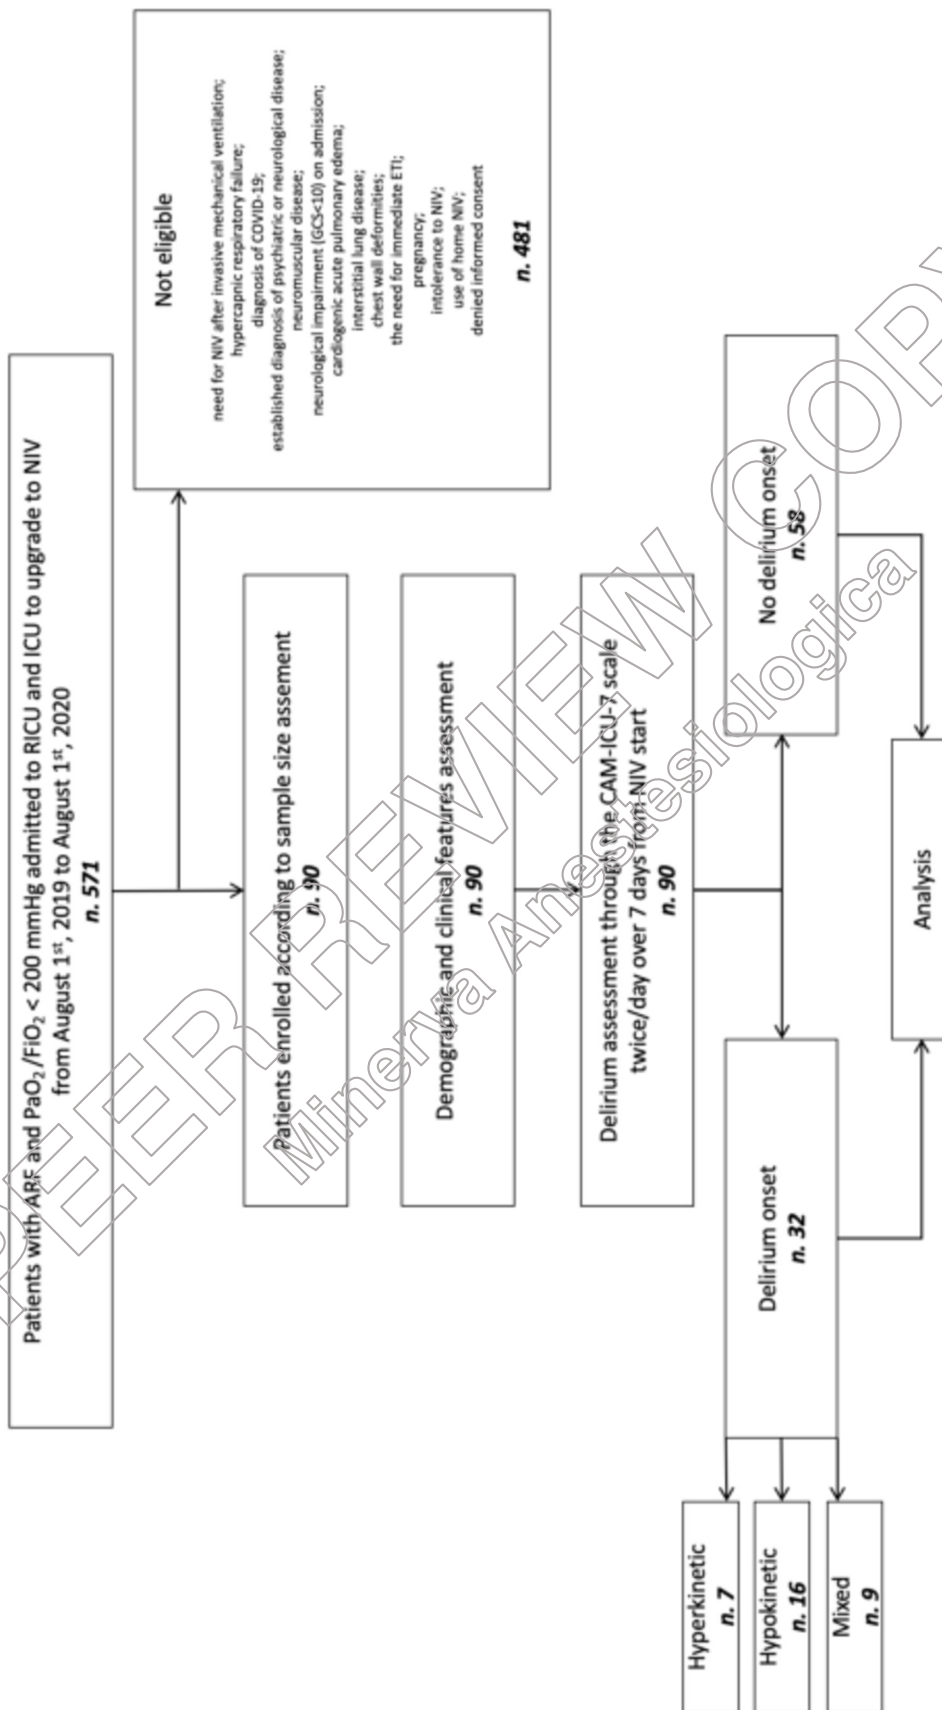 Patients with ARF and PaO₂/FiO₂ < 200 mmHg admitted to RICU and ICU to upgrade to NIV
from August 1ˢᵗ, 2019 to August 1ˢᵗ, 2020
n. 571
Not eligible
need for NIV after invasive mechanical ventilation;
hypercapnic respiratory failure;
diagnosis of COVID-19;
established diagnosis of psychiatric or neurological disease;
neuromuscular disease;
neurological impairment (GCS<10) on admission;
cardiogenic acute pulmonary edema;
interstitial lung disease;
chest wall deformities;
the need for immediate ETI;
pregnancy;
intolerance to NIV;
use of home NIV;
denied informed consent
n. 481
Patients enrolled according to sample size assement
n. 90
Demographic and clinical features assessment
n. 90
Delirium assessment through the CAM-ICU-7 scale
twice/day over 7 days from NIV start
n. 90
Delirium onset
n. 32
No delirium onset
n. 58
Hyperkinetic
n. 7
Hypokinetic
n. 16
Mixed
n. 9
Analysis
PEER REVIEW COPY
Minerva Anestesiologica